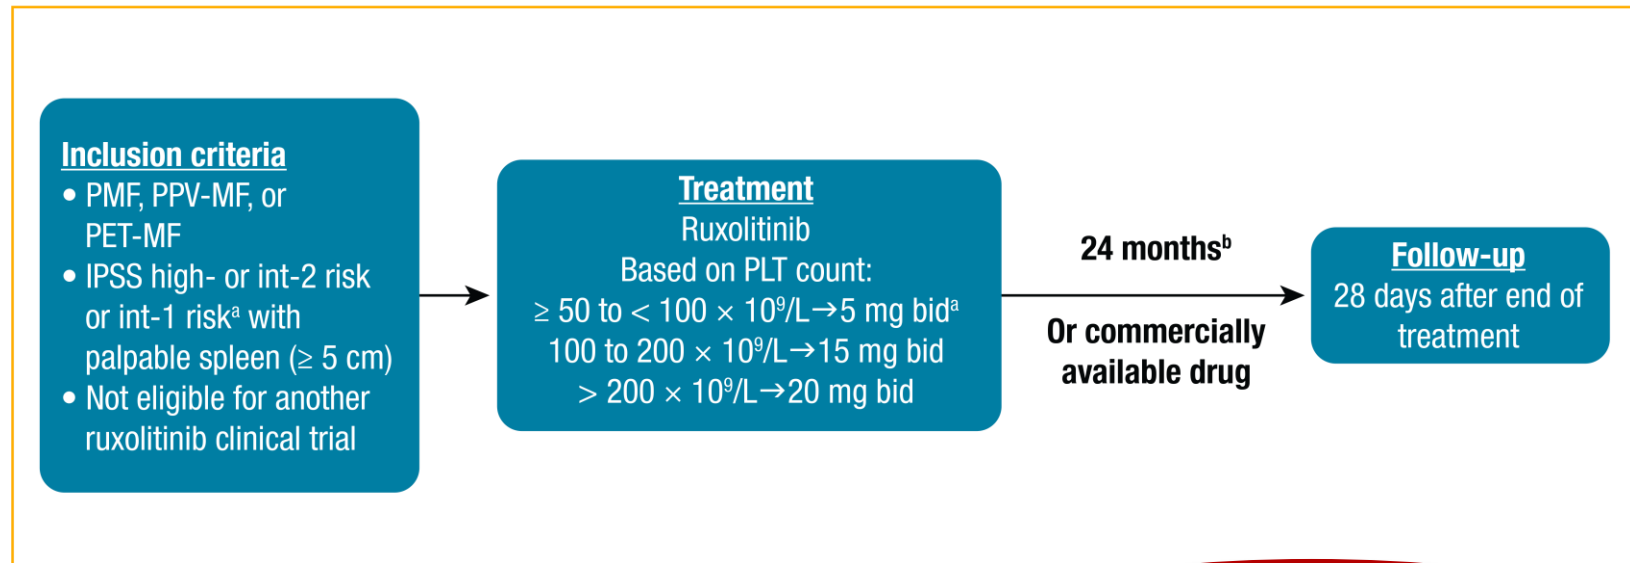 Inclusion criteria
• PMF, PPV-MF, or
PET-MF
• IPSS high- or int-2 risk
or int-1 riskᵃ with
palpable spleen (≥ 5 cm)
• Not eligible for another
ruxolitinib clinical trial
Treatment
Ruxolitinib
Based on PLT count:
≥ 50 to < 100 × 10⁹/L→5 mg bidᵃ
100 to 200 × 10⁹/L→15 mg bid
> 200 × 10⁹/L→20 mg bid
24 monthsᵇ
Or commercially
available drug
Follow-up
28 days after end of
treatment